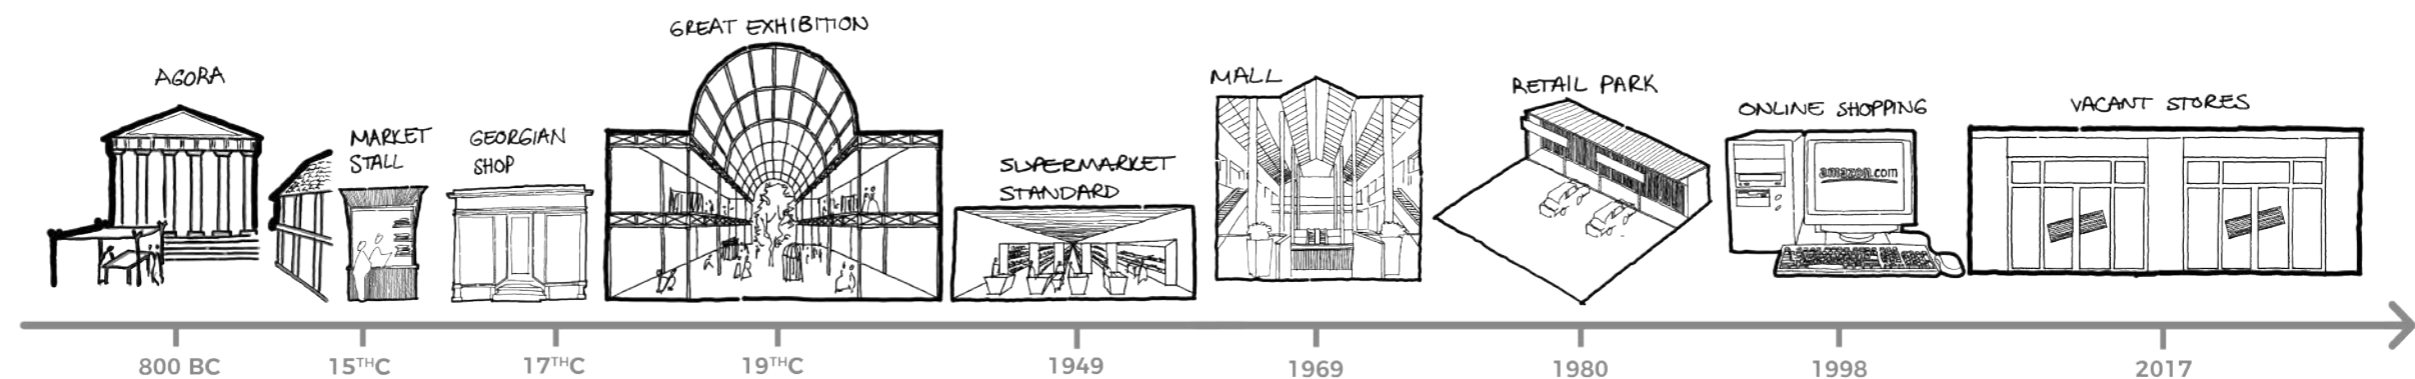 AGORA
MARKET
STALL
GEORGIAN
SHOP
GREAT EXHIBITION
SUPERMARKET
STANDARD
MALL
RETAIL PARK
ONLINE SHOPPING
amazon.com
VACANT STORES
800 BC
15THC
17THC
19THC
1949
1969
1980
1998
2017